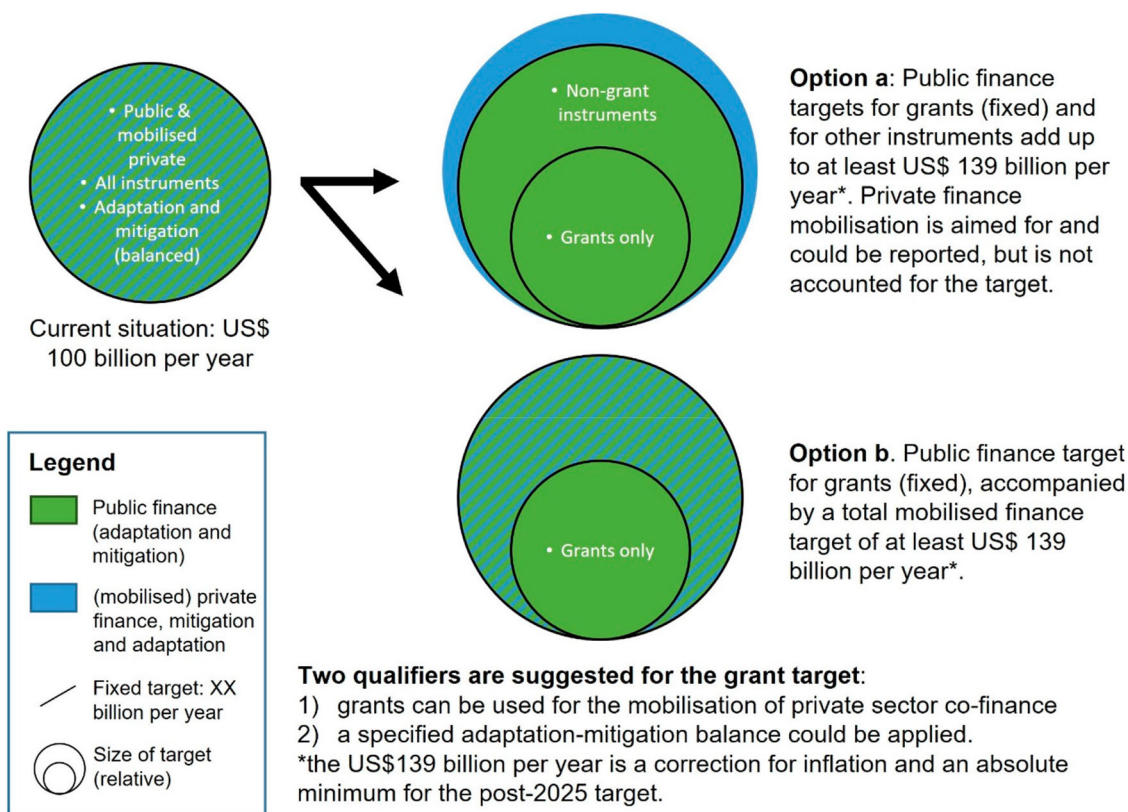 • Public &
mobilised
private
• All instruments
• Adaptation and
mitigation
(balanced)
Current situation: US$
100 billion per year
• Non-grant
instruments
• Grants only
Option a: Public finance
targets for grants (fixed) and
for other instruments add up
to at least US$ 139 billion per
year*. Private finance
mobilisation is aimed for and
could be reported, but is not
accounted for the target.
• Grants only
Option b. Public finance target
for grants (fixed), accompanied
by a total mobilised finance
target of at least US$ 139
billion per year*.
Legend
Public finance
(adaptation and
mitigation)
(mobilised) private
finance, mitigation
and adaptation
Fixed target: XX
billion per year
Size of target
(relative)
Two qualifiers are suggested for the grant target:
1) grants can be used for the mobilisation of private sector co-finance
2) a specified adaptation-mitigation balance could be applied.
*the US$139 billion per year is a correction for inflation and an absolute
minimum for the post-2025 target.